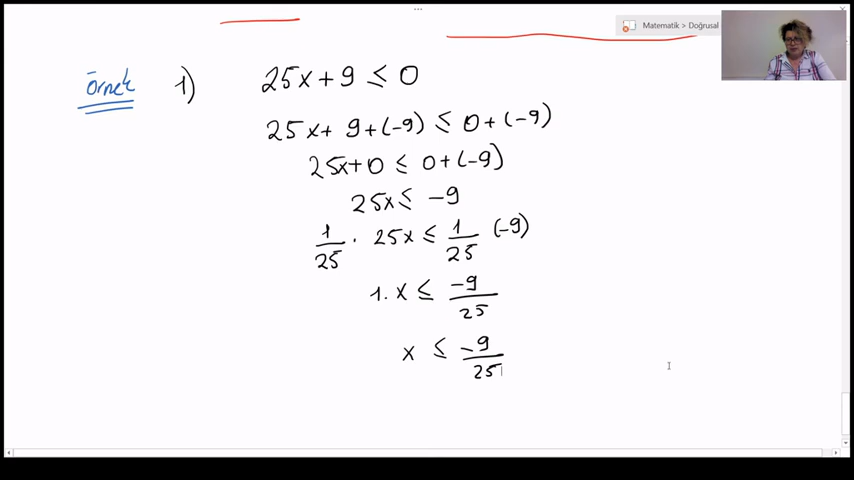 Matematik > Doğrusal
Örnek 1) 25x + 9 ≤ 0
25x + 9 + (-9) ≤ 0 + (-9)
25x + 0 ≤ 0 + (-9)
25x ≤ -9
1/25 · 25x ≤ 1/25 (-9)
1. x ≤ -9/25
x ≤ -9/25